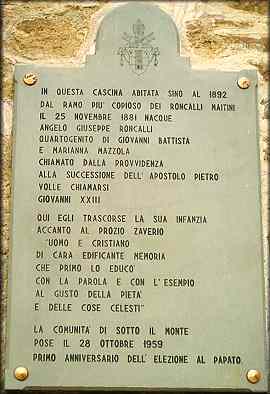 IN QUESTA CASCINA ABITATA SINO AL 1892
DAL RAMO PIU' COPIOSO DEI RONCALLI MAITINI
IL 25 NOVEMBRE 1881 NACQUE
ANGELO GIUSEPPE RONCALLI
QUARTOGENITO DI GIOVANNI BATTISTA
E MARIANNA MAZZOLA
CHIAMATO DALLA PROVVIDENZA
ALLA SUCCESSIONE DELL' APOSTOLO PIETRO
VOLLE CHIAMARSI
GIOVANNI XXIII
QUI EGLI TRASCORSE LA SUA INFANZIA
ACCANTO AL PROZIO ZAVERIO
"UOMO E CRISTIANO
DI CARA EDIFICANTE MEMORIA
CHE PRIMO LO EDUCO'
CON LA PAROLA E CON L'ESEMPIO
AL GUSTO DELLA PIETA'
E DELLE COSE CELESTI"
LA COMUNITA' DI SOTTO IL MONTE
POSE IL 28 OTTOBRE 1959
PRIMO ANNIVERSARIO DELL' ELEZIONE AL PAPATO.